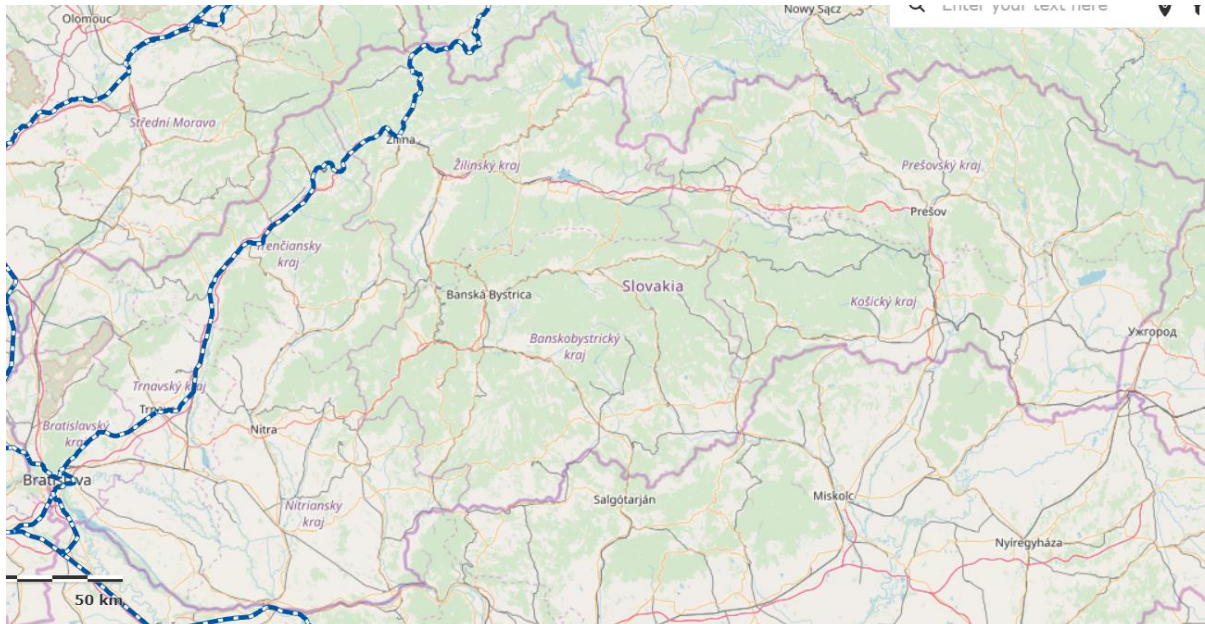 Olomouc
Nowy Sącz
Enter your text here
Střední Morava
Žilina
Žilinský kraj
Prešovský kraj
Prešov
Trenčiansky
kraj
Slovakia
Banská Bystrica
Košický kraj
Ужгород
Banskobystrický
kraj
Trnavský kraj
Trnava
Nitra
Bratislavský
kraj
Bratislava
Nitriansky
kraj
Salgótarján
Miskolc
Nyíregyháza
50 km